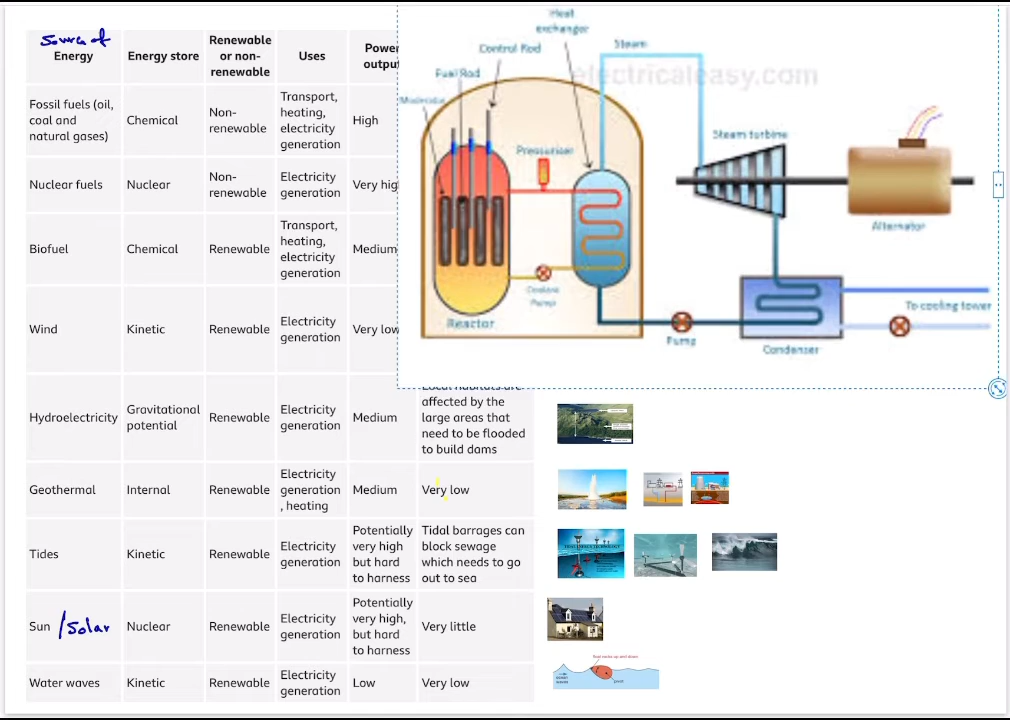 Source of
Energy
Energy store
Renewable
or non-
renewable
Uses
Power
output
Fossil fuels (oil,
coal and
natural gases)
Chemical
Non-
renewable
Transport,
heating,
electricity
generation
High
Nuclear fuels
Nuclear
Non-
renewable
Electricity
generation
Very hig
Biofuel
Chemical
Renewable
Transport,
heating,
electricity
generation
Medium
Wind
Kinetic
Renewable
Electricity
generation
Very low
Hydroelectricity
Gravitational
potential
Renewable
Electricity
generation
Medium
Local habitats are
affected by the
large areas that
need to be flooded
to build dams
Geothermal
Internal
Renewable
Electricity
generation
, heating
Medium
Very low
Tides
Kinetic
Renewable
Electricity
generation
Potentially
very high
but hard
to harness
Tidal barrages can
block sewage
which needs to go
out to sea
Sun /Solar
Nuclear
Renewable
Electricity
generation
Potentially
very high,
but hard
to harness
Very little
Water waves
Kinetic
Renewable
Electricity
generation
Low
Very low
electricaleasy.com
Heat
exchanger
Control Rod
Steam
Fuel Rod
Moderator
Pressuriser
Steam turbine
Alternator
Coolant
Pump
Reactor
Pump
Condenser
To cooling tower